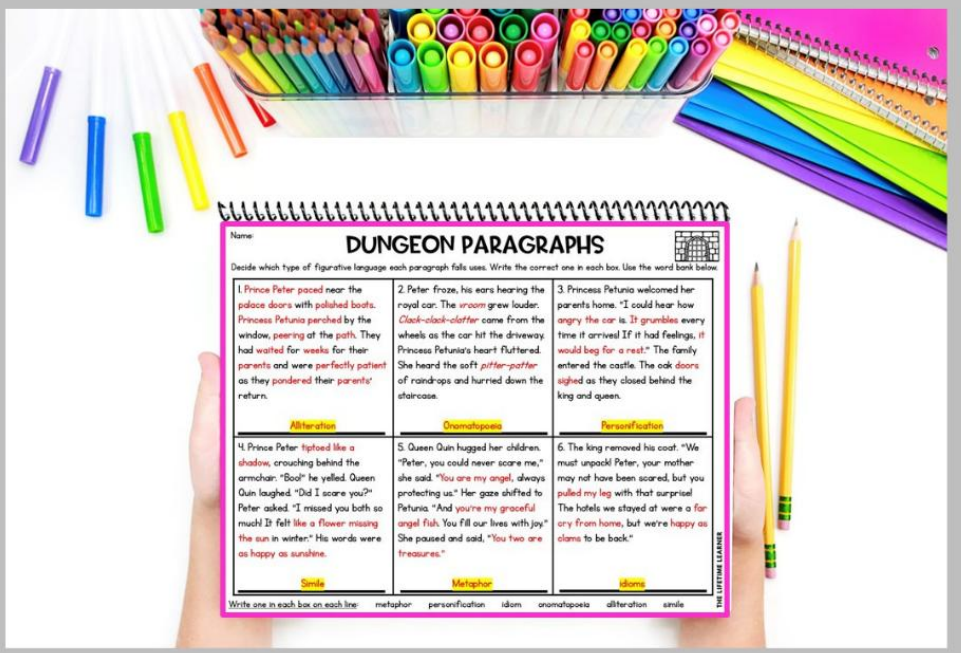 Name:
DUNGEON PARAGRAPHS
Decide which type of figurative language each paragraph falls uses. Write the correct one in each box. Use the word bank below.
1. Prince Peter paced near the
palace doors with polished boats.
Princess Petunia perched by the
window, peering at the path. They
had waited for weeks for their
parents and were perfectly patient
as they pondered their parents'
return.
Alliteration
2. Peter froze, his ears hearing the
royal car. The vroom grew louder.
Clack-clack-clatter came from the
wheels as the car hit the driveway.
Princess Petunia's heart fluttered.
She heard the soft pitter-patter
of raindrops and hurried down the
staircase.
Onomatopoeia
3. Princess Petunia welcomed her
parents home. "I could hear how
angry the car is. It grumbles every
time it arrives! If it had feelings, it
would beg for a rest." The family
entered the castle. The oak doors
sighed as they closed behind the
king and queen.
Personification
4. Prince Peter tiptoed like a
shadow, crouching behind the
armchair. "Boo!" he yelled. Queen
Quin laughed. "Did I scare you?"
Peter asked. "I missed you both so
much! It felt like a flower missing
the sun in winter." His words were
as happy as sunshine.
Simile
5. Queen Quin hugged her children.
"Peter, you could never scare me,"
she said. "You are my angel, always
protecting us." Her gaze shifted to
Petunia. "And you're my graceful
angel fish. You fill our lives with joy."
She paused and said, "You two are
treasures."
Metaphor
6. The king removed his coat. "We
must unpack! Peter, your mother
may not have been scared, but you
pulled my leg with that surprise!
The hotels we stayed at were a far
cry from home, but we're happy as
clams to be back."
idioms
THE LIFETIME LEARNER
Write one in each box on each line: metaphor personification idiom onomatopoeia alliteration simile